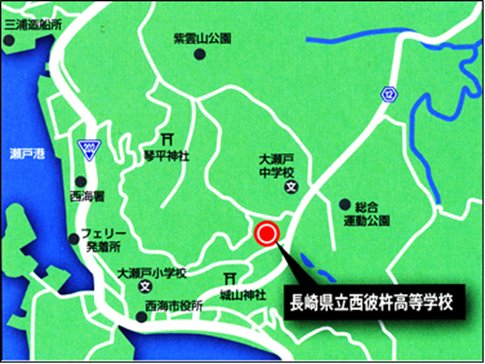 三浦造船所
紫雲山公園
12
202
瀬戸港
琴平神社
大瀬戸
中学校
文
西海署
総合
運動公園
フェリー
発着所
大瀬戸小学校
文
城山神社
西海市役所
長崎県立西彼杵高等学校